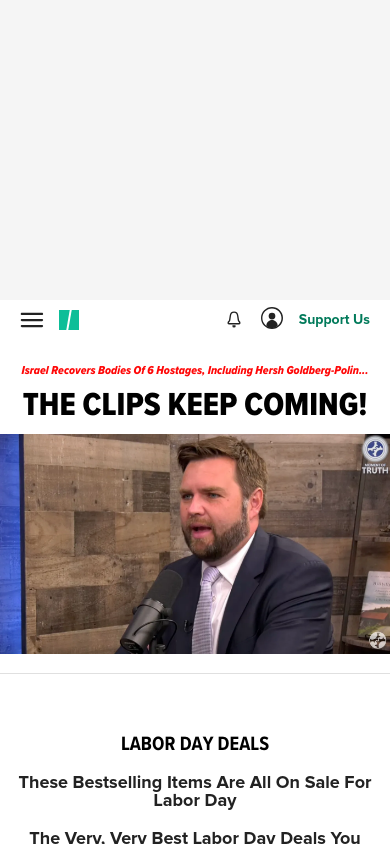 Support Us
Israel Recovers Bodies Of 6 Hostages, Including Hersh Goldberg-Polin...
THE CLIPS KEEP COMING!
TRUTH
LABOR DAY DEALS
These Bestselling Items Are All On Sale For
Labor Day
The Very, Very Best Labor Day Deals You